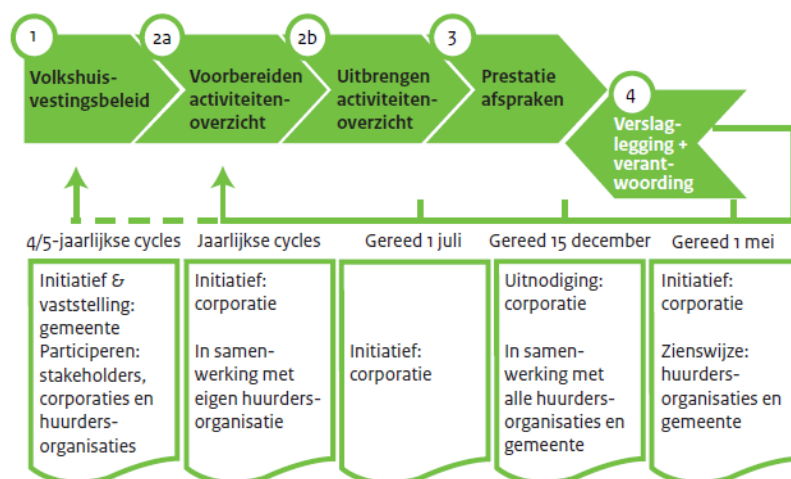 1
2a
2b
3
4
Volkshuis-
vestingsbeleid
Voorbereiden
activiteiten-
overzicht
Uitbrengen
activiteiten-
overzicht
Prestatie
afspraken
Verslag-
legging +
verant-
woording
4/5-jaarlijkse cycles
Jaarlijkse cycles
Gereed 1 juli
Gereed 15 december
Gereed 1 mei
Initiatief &
vaststelling:
gemeente
Participeren:
stakeholders,
corporaties en
huurders-
organisaties
Initiatief:
corporatie
In samen-
werking met
eigen huurders-
organisatie
Initiatief:
corporatie
Uitnodiging:
corporatie
In samen-
werking met
alle huurders-
organisaties en
gemeente
Initiatief:
corporatie
Zienswijze:
huurders-
organisaties en
gemeente